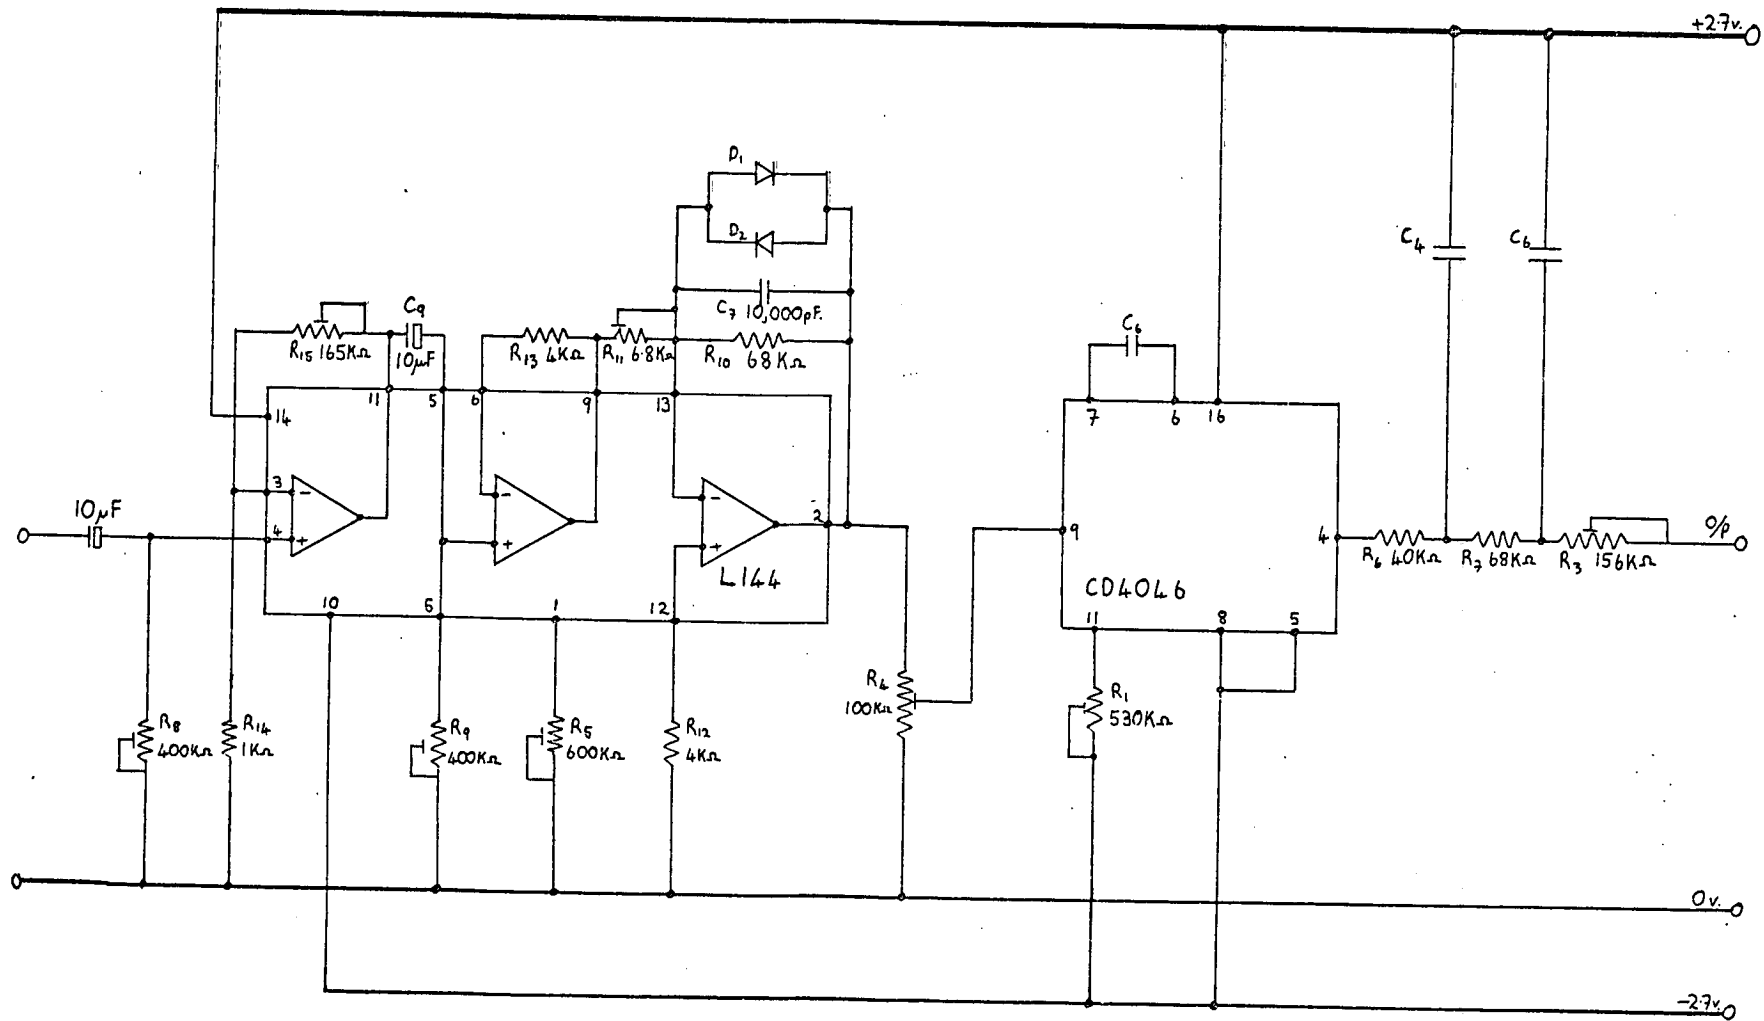 +2.7v.
D1
D2
C4
C6
C9
10μF
C7 10,000pF.
R15 165KΩ
R13 4KΩ
R11 6.8KΩ
R10 68KΩ
C6
11
5
6
9
13
14
7
6
16
3
-
-
-
2
10μF
4
+
+
+
9
4
O/p
L144
R6 40KΩ
R7 68KΩ
R3 156KΩ
CD4046
10
6
1
12
11
8
5
R4
100KΩ
R1
530KΩ
R8
400KΩ
R14
1KΩ
R9
400KΩ
R5
600KΩ
R12
4KΩ
0v.
-2.7v.